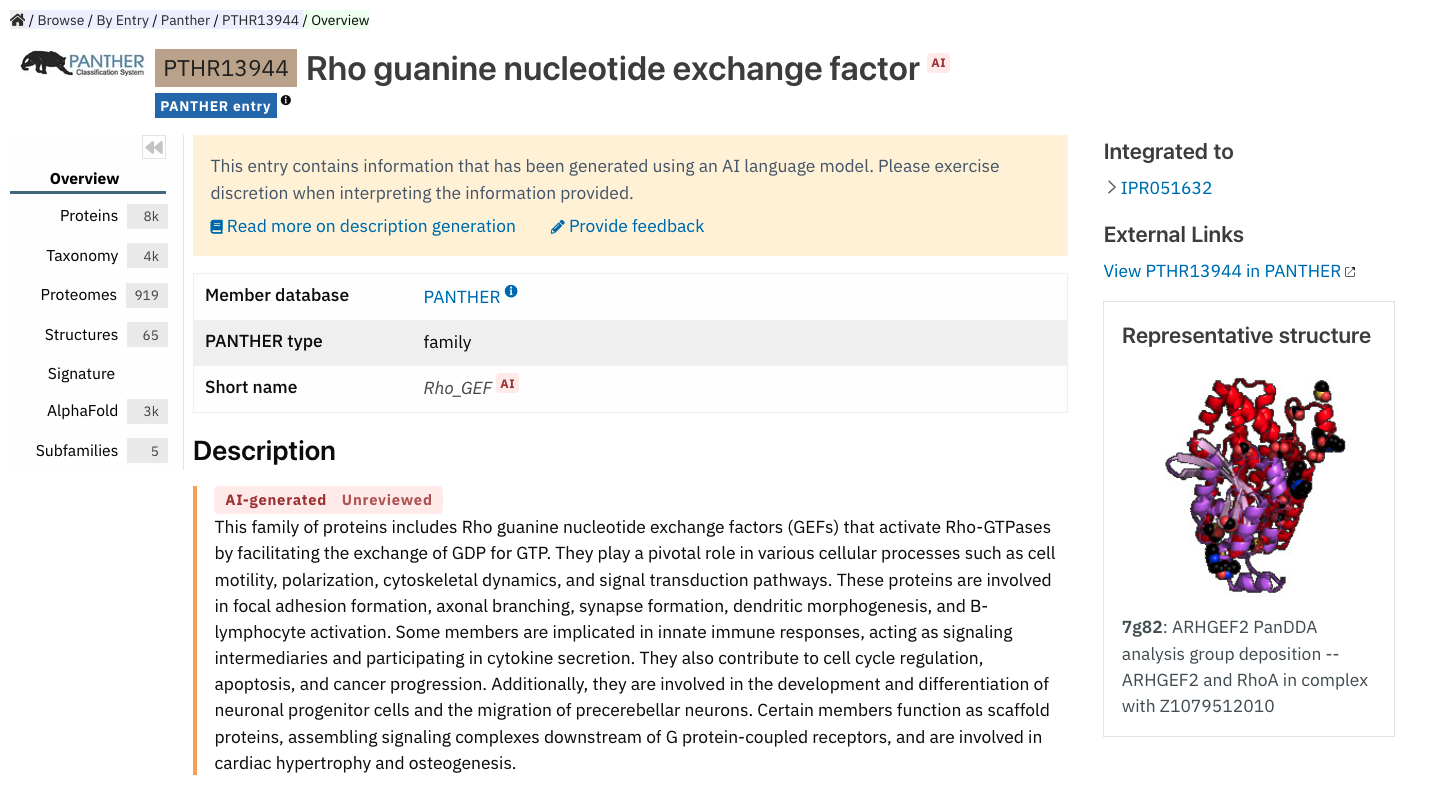 / Browse / By Entry / Panther / PTHR13944 / Overview
PANTHER
Classification System
PTHR13944 Rho guanine nucleotide exchange factor AI
PANTHER entry
Overview
Proteins 8k
Taxonomy 4k
Proteomes 919
Structures 65
Signature
AlphaFold 3k
Subfamilies 5
This entry contains information that has been generated using an AI language model. Please exercise
discretion when interpreting the information provided.
Read more on description generation Provide feedback
Member database PANTHER
PANTHER type family
Short name Rho_GEF AI
Description
AI-generated Unreviewed
This family of proteins includes Rho guanine nucleotide exchange factors (GEFs) that activate Rho-GTPases
by facilitating the exchange of GDP for GTP. They play a pivotal role in various cellular processes such as cell
motility, polarization, cytoskeletal dynamics, and signal transduction pathways. These proteins are involved
in focal adhesion formation, axonal branching, synapse formation, dendritic morphogenesis, and B-
lymphocyte activation. Some members are implicated in innate immune responses, acting as signaling
intermediaries and participating in cytokine secretion. They also contribute to cell cycle regulation,
apoptosis, and cancer progression. Additionally, they are involved in the development and differentiation of
neuronal progenitor cells and the migration of precerebellar neurons. Certain members function as scaffold
proteins, assembling signaling complexes downstream of G protein-coupled receptors, and are involved in
cardiac hypertrophy and osteogenesis.
Integrated to
IPR051632
External Links
View PTHR13944 in PANTHER
Representative structure
7g82: ARHGEF2 PanDDA
analysis group deposition --
ARHGEF2 and RhoA in complex
with Z1079512010